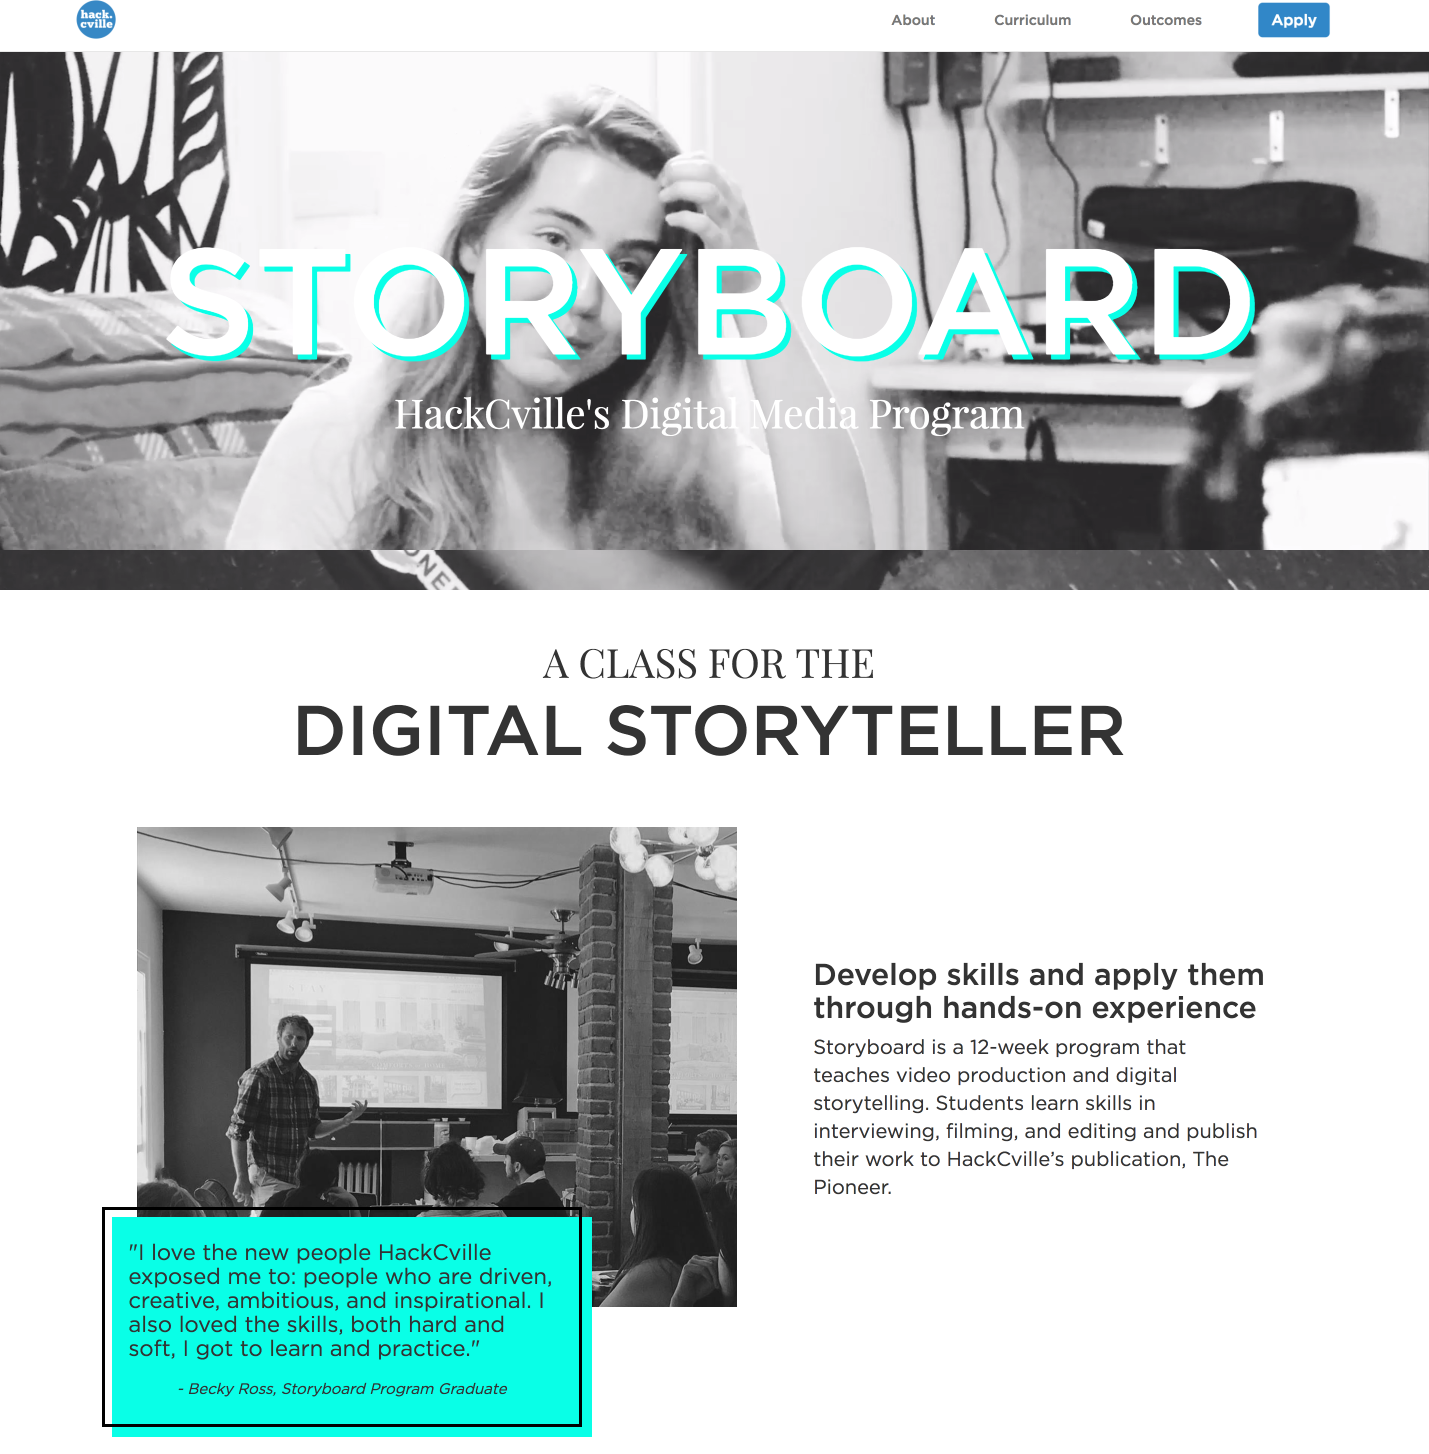 hack.
cville
About
Curriculum
Outcomes
Apply
STORYBOARD
HackCville's Digital Media Program
A CLASS FOR THE
DIGITAL STORYTELLER
Develop skills and apply them
through hands-on experience
Storyboard is a 12-week program that
teaches video production and digital
storytelling. Students learn skills in
interviewing, filming, and editing and publish
their work to HackCville’s publication, The
Pioneer.
"I love the new people HackCville
exposed me to: people who are driven,
creative, ambitious, and inspirational. I
also loved the skills, both hard and
soft, I got to learn and practice."
- Becky Ross, Storyboard Program Graduate